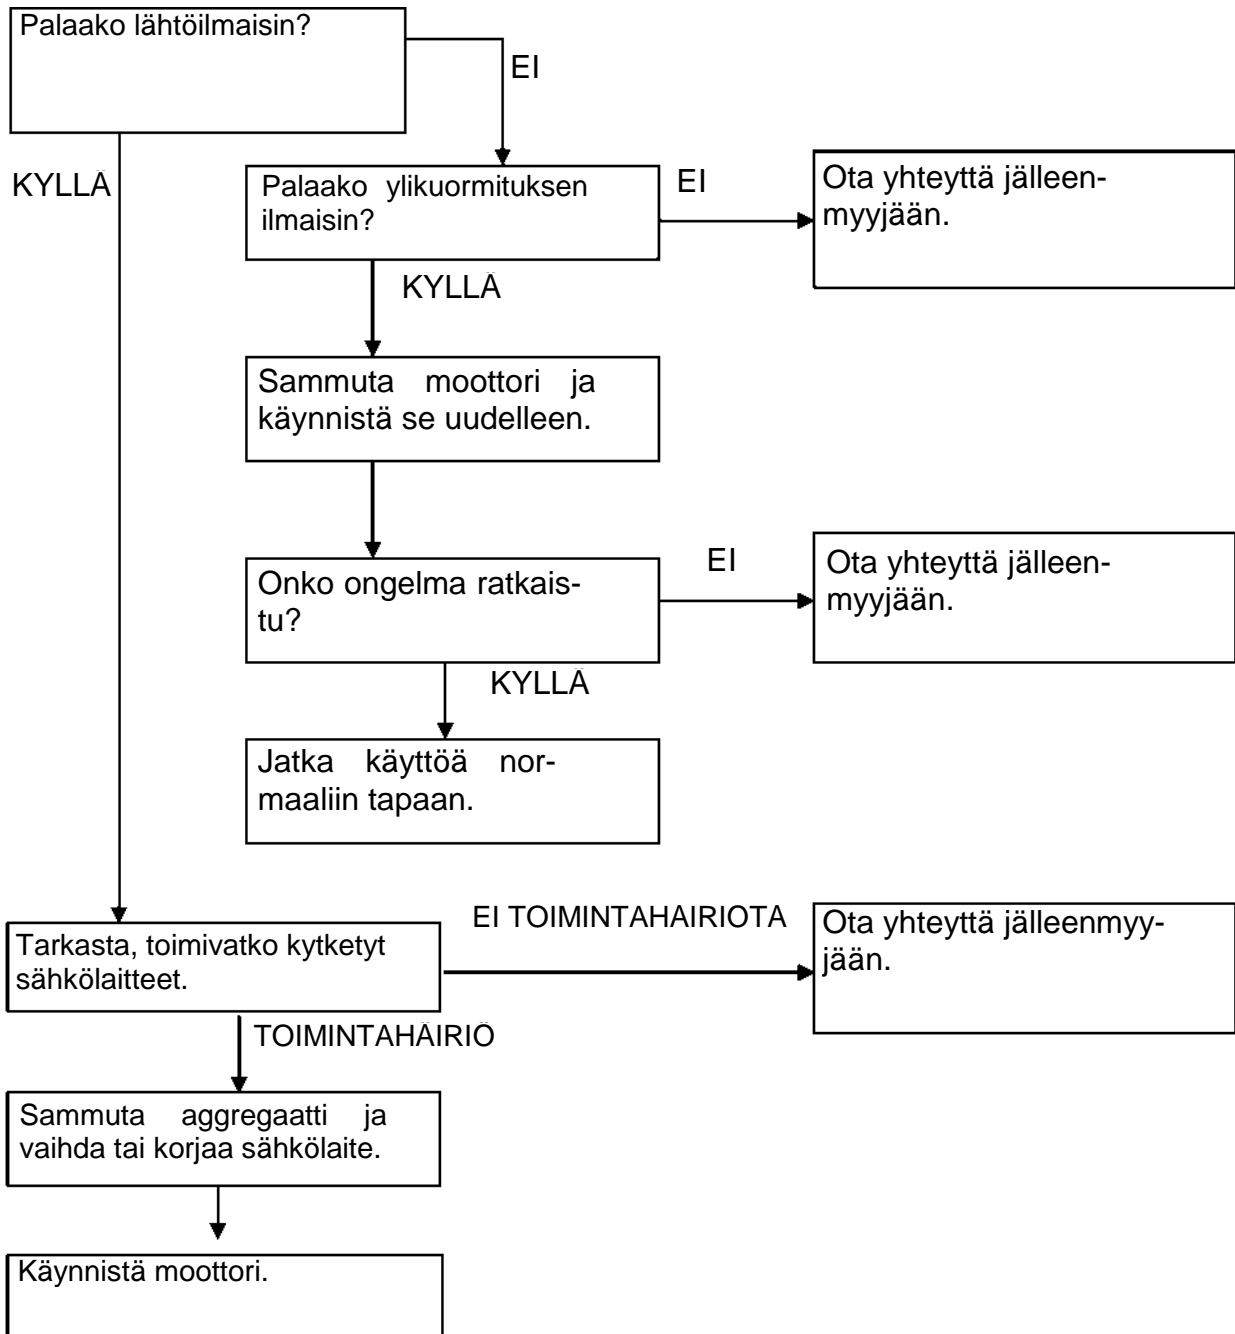 Palaako lähtöilmaisin?
EI
KYLLÄ
Palaako ylikuormituksen
ilmaisin?
EI
Ota yhteyttä jälleen-
myyjään.
KYLLÄ
Sammuta moottori ja
käynnistä se uudelleen.
Onko ongelma ratkais-
tu?
EI
Ota yhteyttä jälleen-
myyjään.
KYLLÄ
Jatka käyttöä nor-
maaliin tapaan.
Tarkasta, toimivatko kytketyt
sähkölaitteet.
EI TOIMINTAHAIRIOTA
Ota yhteyttä jälleenmyy-
jään.
TOIMINTAHÄIRIÖ
Sammuta aggregaatti ja
vaihda tai korjaa sähkölaite.
Käynnistä moottori.